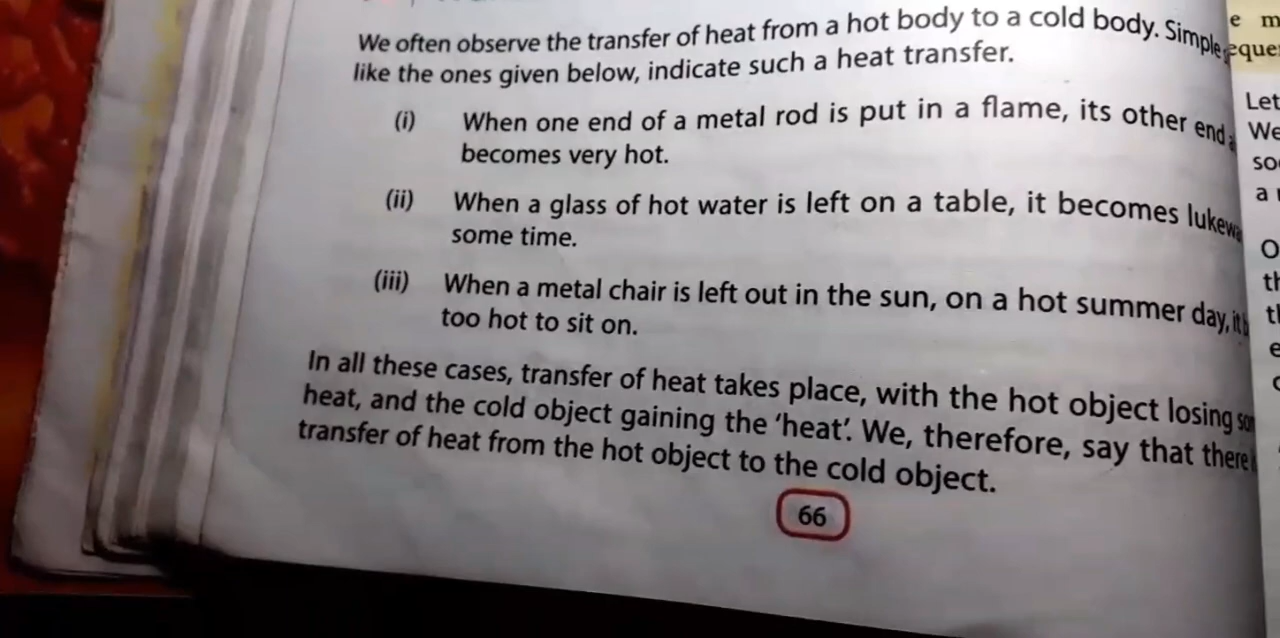 We often observe the transfer of heat from a hot body to a cold body. Simple
like the ones given below, indicate such a heat transfer.
(i) When one end of a metal rod is put in a flame, its other end
becomes very hot.
(ii) When a glass of hot water is left on a table, it becomes
some time.
(iii) When a metal chair is left out in the sun, on a hot summer day, it
too hot to sit on.
In all these cases, transfer of heat takes place, with the hot object losing
heat, and the cold object gaining the ‘heat’. We, therefore, say that there
transfer of heat from the hot object to the cold object.
66
Let
We